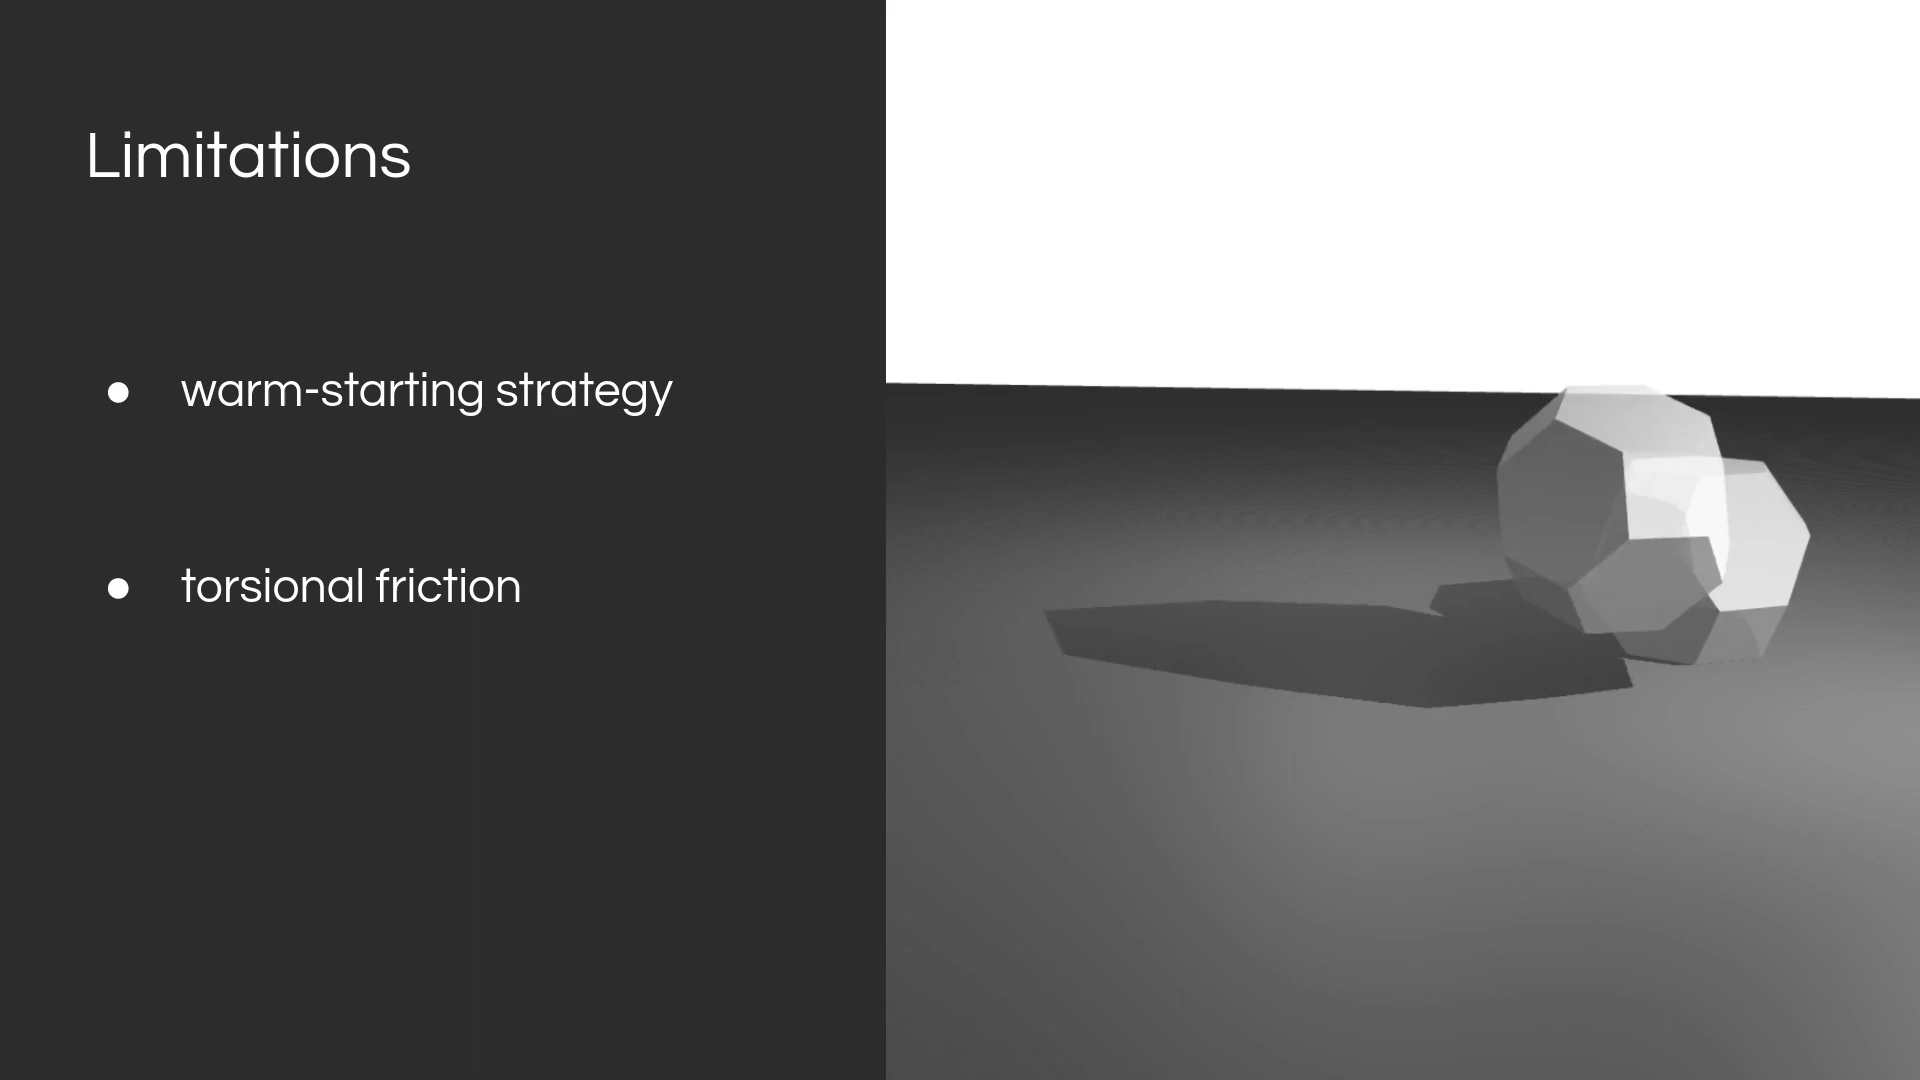 Limitations
● warm-starting strategy
● torsional friction